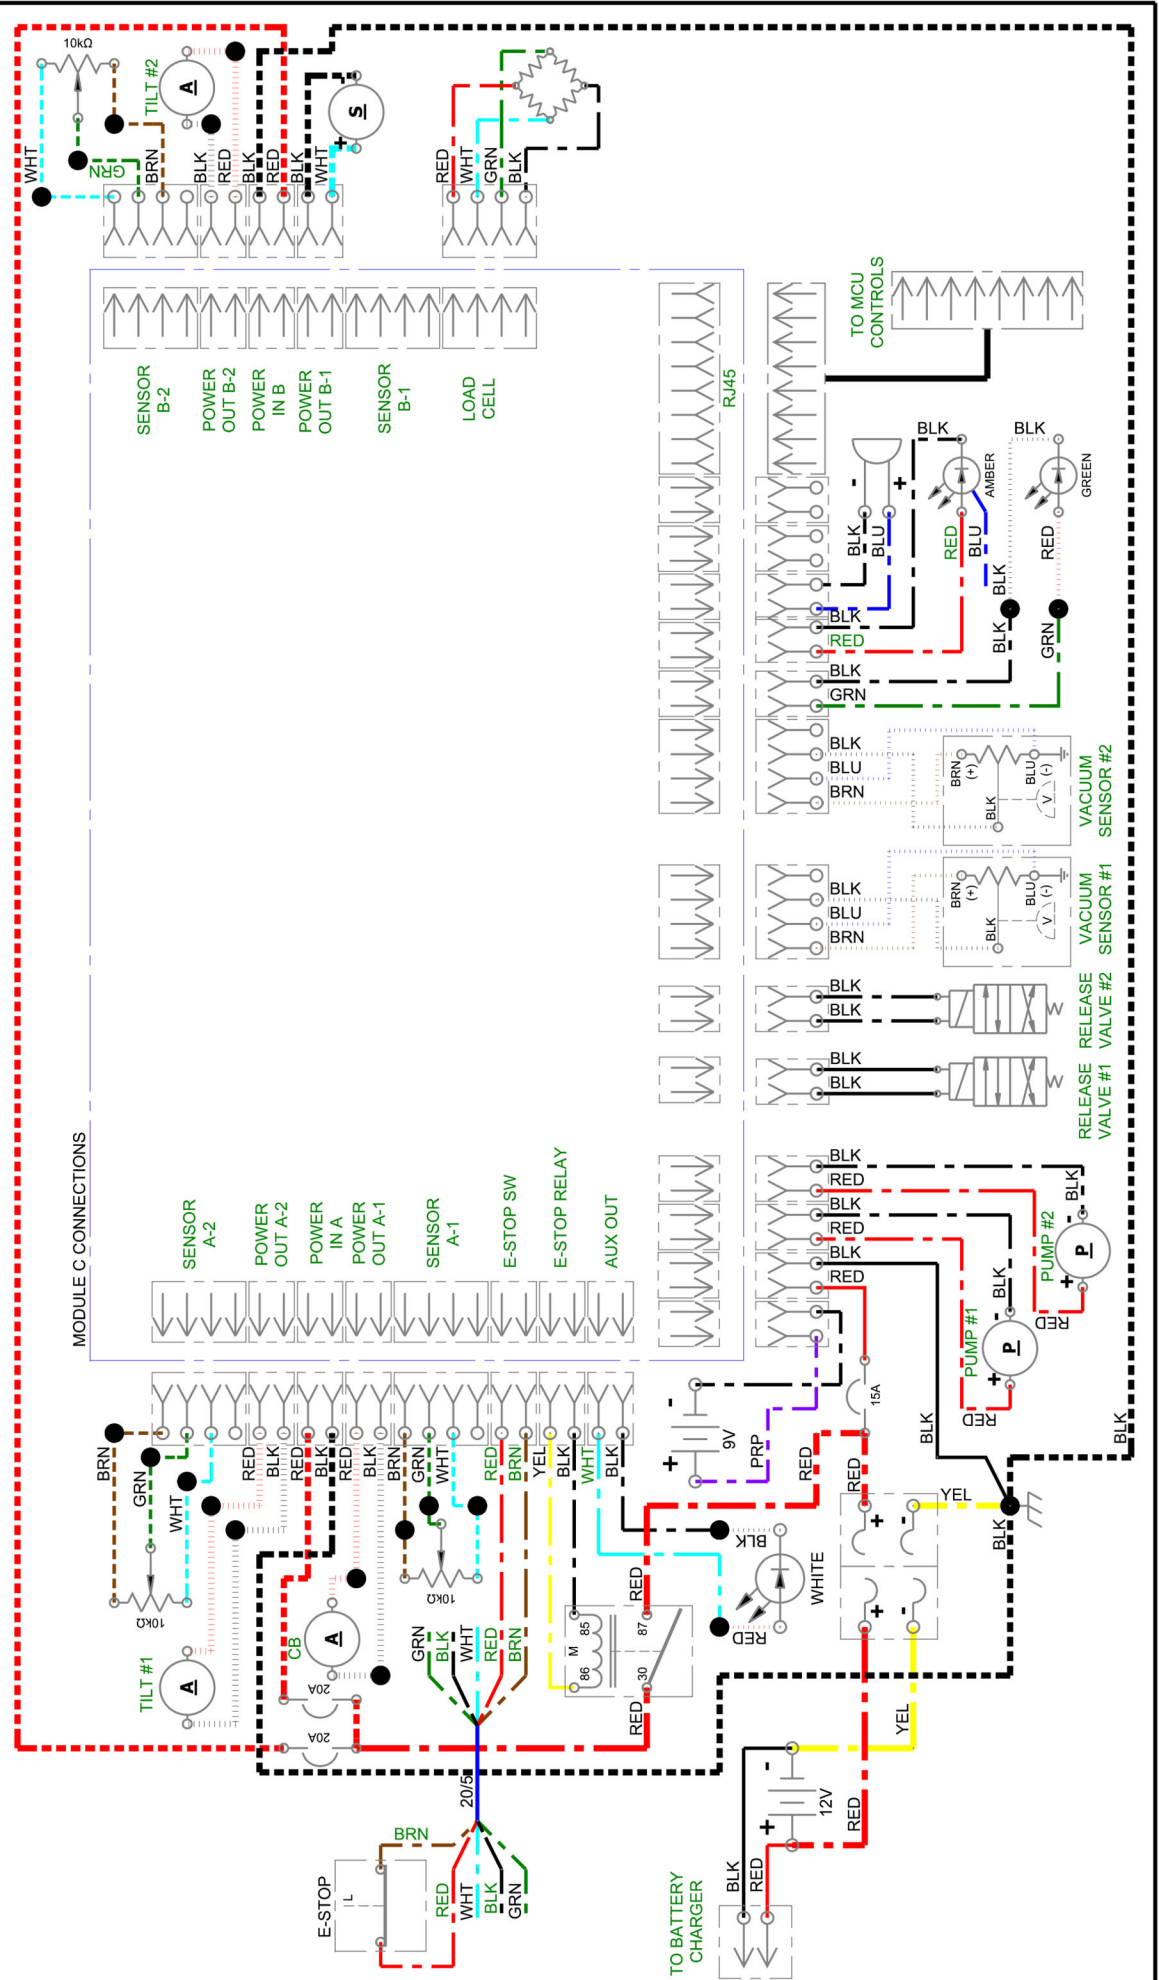 10kΩ
TILT #2
A
WHT
GRN
BRN
BLK
RED
BLK
RED
BLK
WHT
S
+
-
RED
WHT
GRN
BLK
SENSOR
B-2
POWER
OUT B-2
POWER
IN B
POWER
OUT B-1
SENSOR
B-1
LOAD
CELL
RJ45
TO MCU
CONTROLS
BLK
BLU
-
+
BLK
AMBER
RED
BLU
BLK
GREEN
RED
BLK
BLK
GRN
BLK
RED
BLK
GRN
BLK
BLU
BRN
BRN
(+)
BLK
BLU
(-)
V
VACUUM
SENSOR #2
BLK
BLU
BRN
BRN
(+)
BLK
BLU
(-)
V
VACUUM
SENSOR #1
BLK
BLK
RELEASE
VALVE #2
BLK
BLK
RELEASE
VALVE #1
MODULE C CONNECTIONS
SENSOR
A-2
POWER
OUT A-2
POWER
IN A
POWER
OUT A-1
SENSOR
A-1
E-STOP SW
E-STOP RELAY
AUX OUT
BLK
RED
BLK
RED
BLK
RED
BLK
-
PUMP #2
P
+
RED
BLK
-
PUMP #1
P
+
RED
BRN
GRN
WHT
10kΩ
RED
BLK
RED
BLK
RED
BLK
BRN
GRN
WHT
RED
BRN
YEL
BLK
WHT
BLK
-
9V
+
PRP
15A
RED
RED
BLK
BLK
YEL
BLK
TILT #1
A
CB
A
20A
20A
10kΩ
GRN
BLK
WHT
RED
BRN
85
M
86
87
30
RED
RED
BLK
WHITE
RED
+
-
+
-
YEL
20/5
BRN
E-STOP
L
RED
WHT
BLK
GRN
-
12V
+
RED
BLK
RED
TO BATTERY
CHARGER